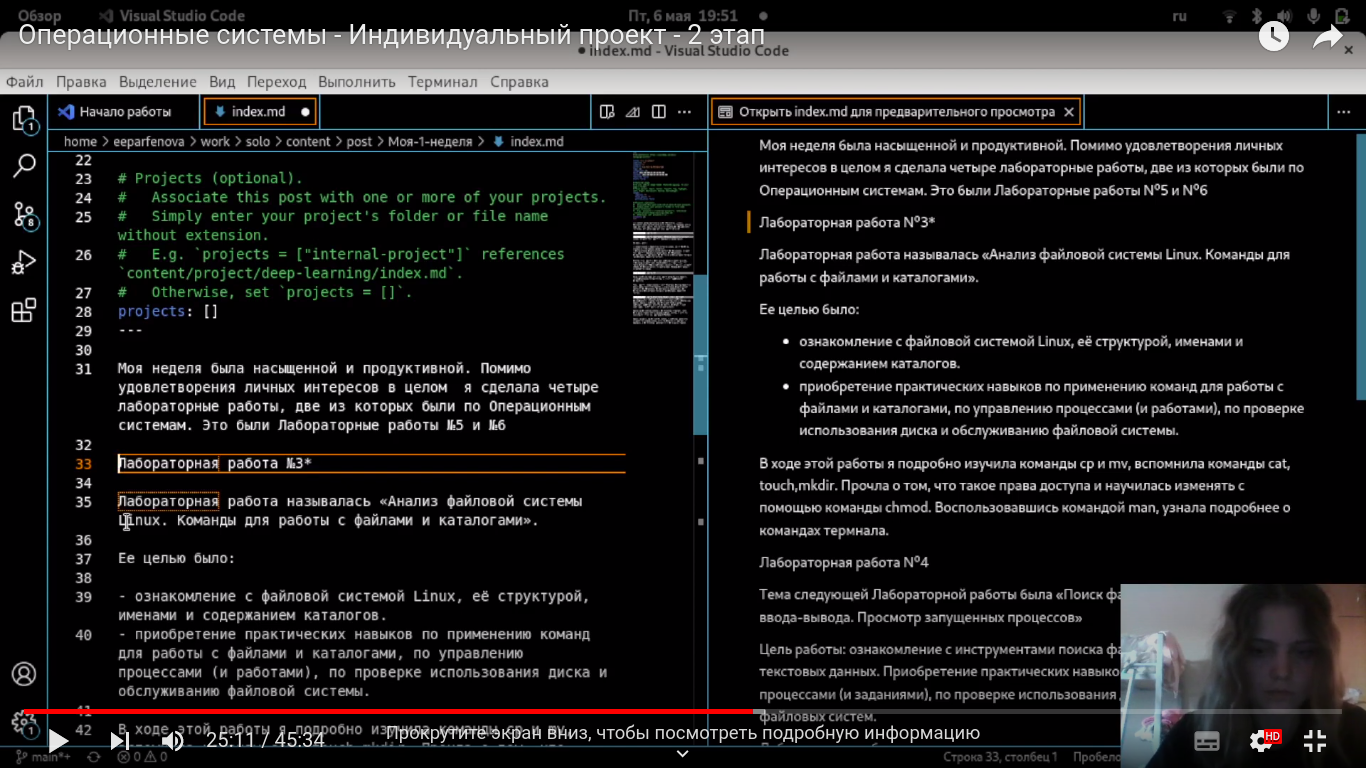 Обзор Visual Studio Code Пт, 6 мая 19:51 ru
Операционные системы - Индивидуальный проект - 2 этап
index.md - Visual Studio Code
Файл Правка Выделение Вид Переход Выполнить Терминал Справка
Начало работы index.md
home > eeparfenova > work > solo > content > post > Моя-1-неделя > index.md
22
23 # Projects (optional).
24 #   Associate this post with one or more of your projects.
25 #   Simply enter your project's folder or file name
without extension.
26 #   E.g. `projects = ["internal-project"]` references
`content/project/deep-learning/index.md`.
27 #   Otherwise, set `projects = []`.
28 projects: []
29 ---
30
31 Моя неделя была насыщенной и продуктивной. Помимо
удовлетворения личных интересов в целом  я сделала четыре
лабораторные работы, две из которых были по Операционным
системам. Это были Лабораторные работы №5 и №6
32
33 Лабораторная работа №3*
34
35 Лабораторная работа называлась «Анализ файловой системы
Linux. Команды для работы с файлами и каталогами».
36
37 Ее целью было:
38
39 - ознакомление с файловой системой Linux, её структурой,
именами и содержанием каталогов.
40 - приобретение практических навыков по применению команд
для работы с файлами и каталогами, по управлению
процессами (и работами), по проверке использования диска и
обслуживанию файловой системы.
41
42 В ходе этой работы я подробно изучила команды cp и mv,
Открыть index.md для предварительного просмотра
Моя неделя была насыщенной и продуктивной. Помимо удовлетворения личных
интересов в целом я сделала четыре лабораторные работы, две из которых были по
Операционным системам. Это были Лабораторные работы №5 и №6
Лабораторная работа №3*
Лабораторная работа называлась «Анализ файловой системы Linux. Команды для
работы с файлами и каталогами».
Ее целью было:
ознакомление с файловой системой Linux, её структурой, именами и
содержанием каталогов.
приобретение практических навыков по применению команд для работы с
файлами и каталогами, по управлению процессами (и работами), по проверке
использования диска и обслуживанию файловой системы.
В ходе этой работы я подробно изучила команды cp и mv, вспомнила команды cat,
touch,mkdir. Прочла о том, что такое права доступа и научилась изменять с
помощью команды chmod. Воспользовавшись командой man, узнала подробнее о
командах термнала.
Лабораторная работа №4
Тема следующей Лабораторной работы была «Поиск фа
ввода-вывода. Просмотр запущенных процессов»
Цель работы: ознакомление с инструментами поиска фа
текстовых данных. Приобретение практических навыко
процессами (и заданиями), по проверке использования
файловых систем.
1
8
1
25:11 / 45:34
Прокрутите экран вниз, чтобы посмотреть подробную информацию
HD
main*+ 0 0 Строка 33, столбец 1 Пробело